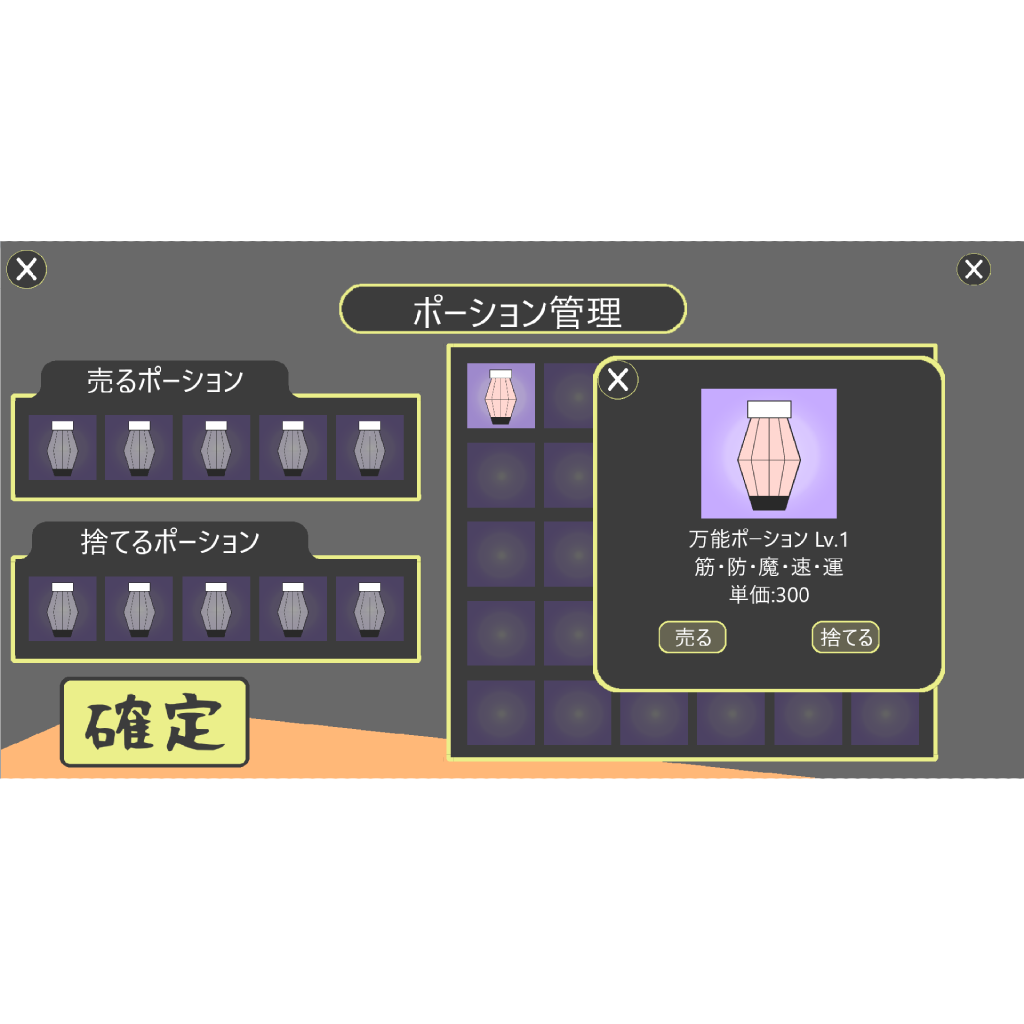 ポーション管理
売るポーション
捨てるポーション
確定
万能ポーション Lv.1
筋・防・魔・速・運
単価:300
売る
捨てる